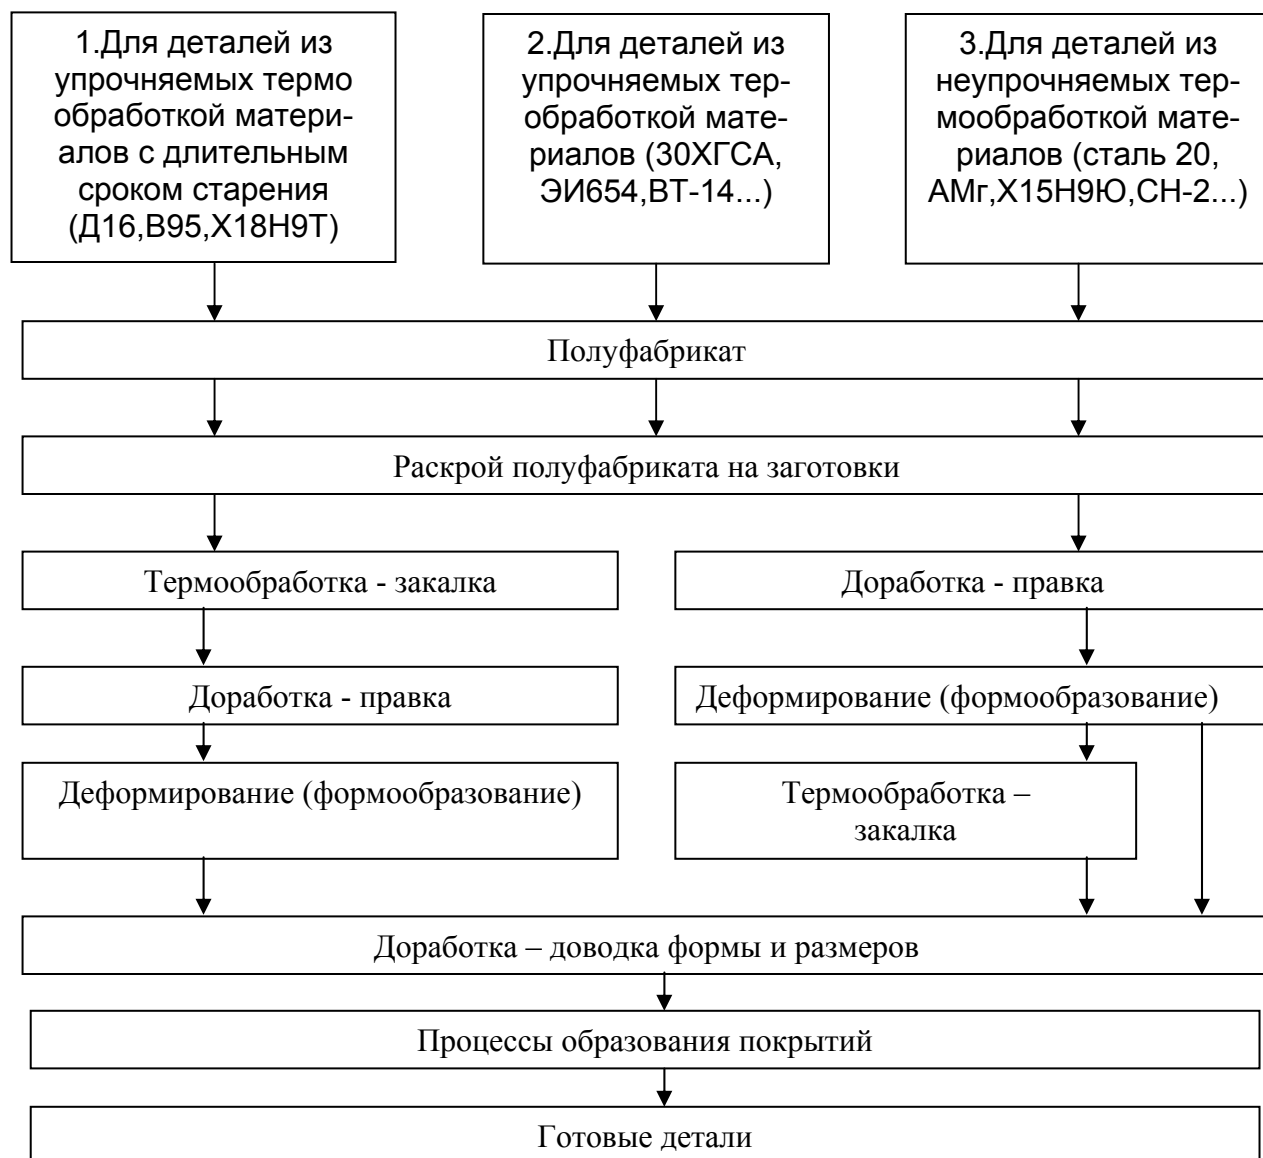 1.Для деталей из
упрочняемых термо
обработкой матери-
алов с длительным
сроком старения
(Д16,В95,Х18Н9Т)
2.Для деталей из
упрочняемых тер-
обработкой мате-
риалов (30ХГСА,
ЭИ654,ВТ-14...)
3.Для деталей из
неупрочняемых тер-
мообработкой мате-
риалов (сталь 20,
АМг,Х15Н9Ю,СН-2...)
Полуфабрикат
Раскрой полуфабриката на заготовки
Термообработка - закалка
Доработка - правка
Доработка - правка
Деформирование (формообразование)
Деформирование (формообразование)
Термообработка –
закалка
Доработка – доводка формы и размеров
Процессы образования покрытий
Готовые детали